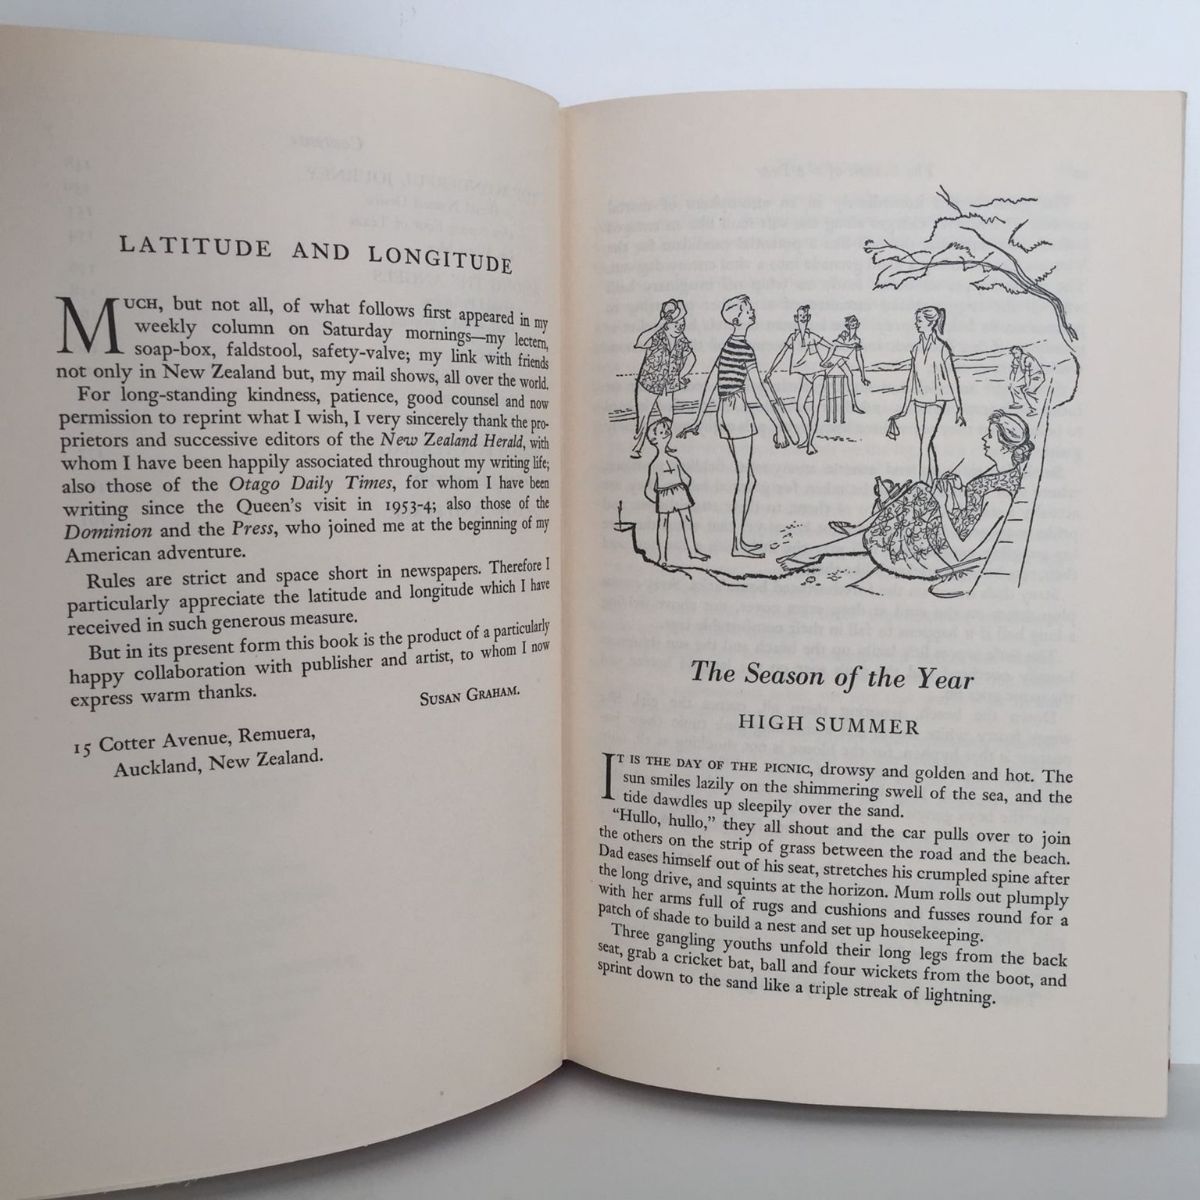 LATITUDE AND LONGITUDE
MUCH, but not all, of what follows first appeared in my
weekly column on Saturday mornings—my lectern,
soap-box, faldstool, safety-valve; my link with friends
not only in New Zealand but, my mail shows, all over the world.
For long-standing kindness, patience, good counsel and now
permission to reprint what I wish, I very sincerely thank the pro-
prietors and successive editors of the New Zealand Herald, with
whom I have been happily associated throughout my writing life;
also those of the Otago Daily Times, for whom I have been
writing since the Queen's visit in 1953-4; also those of the
Dominion and the Press, who joined me at the beginning of my
American adventure.
Rules are strict and space short in newspapers. Therefore I
particularly appreciate the latitude and longitude which I have
received in such generous measure.
But in its present form this book is the product of a particularly
happy collaboration with publisher and artist, to whom I now
express warm thanks.
SUSAN GRAHAM.
15 Cotter Avenue, Remuera,
Auckland, New Zealand.
The Season of the Year
HIGH SUMMER
IT IS THE DAY OF THE PICNIC, drowsy and golden and hot. The
sun smiles lazily on the shimmering swell of the sea, and the
tide dawdles up sleepily over the sand.
"Hullo, hullo," they all shout and the car pulls over to join
the others on the strip of grass between the road and the beach.
Dad eases himself out of his seat, stretches his crumpled spine after
the long drive, and squints at the horizon. Mum rolls out plumply
with her arms full of rugs and cushions and fusses round for a
patch of shade to build a nest and set up housekeeping.
Three gangling youths unfold their long legs from the back
seat, grab a cricket bat, ball and four wickets from the boot, and
sprint down to the sand like a triple streak of lightning.